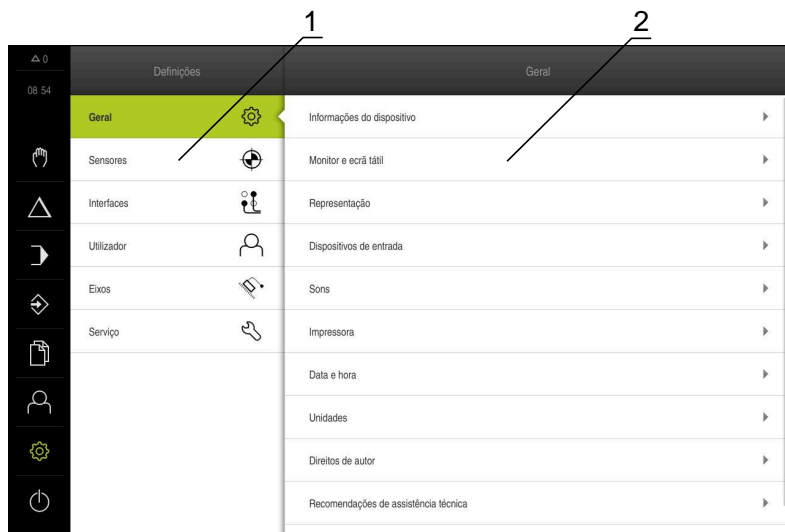 1
2
0
Definições
Geral
08 54
Geral
Informações do dispositivo
Sensores
Monitor e ecrã tátil
Interfaces
Representação
Utilizador
Dispositivos de entrada
Eixos
Sons
Serviço
Impressora
Data e hora
Unidades
Direitos de autor
Recomendações de assistência técnica